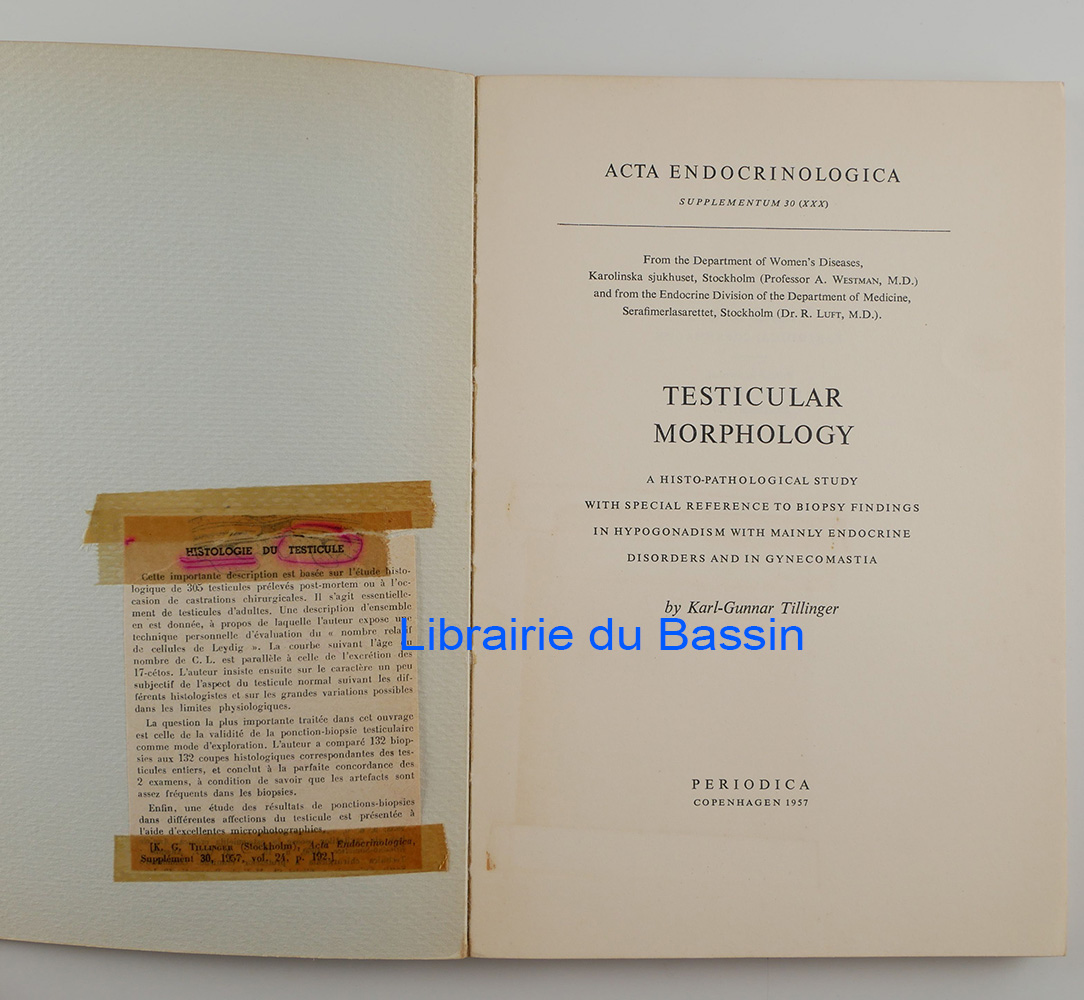 HISTOLOGIE DU TESTICULE
Cette importante description est basée sur l'étude histo-
logique de 305 testicules prélevés post-mortem ou à l'oc-
casion de castrations chirurgicales. Il s'agit essentielle-
ment de testicules d'adultes. Une description d'ensemble
en est donnée, à propos de laquelle l'auteur expose une
technique personnelle d'évaluation du « nombre relatif
de cellules de Leydig ». La courbe suivant l'âge du
nombre de C. L. est parallèle à celle de l'excrétion des
17-cétos. L'auteur insiste ensuite sur le caractère un peu
subjectif de l'aspect du testicule normal suivant les dif-
férents histologistes et sur les grandes variations possibles
dans les limites physiologiques.
La question la plus importante traitée dans cet ouvrage
est celle de la validité de la ponction-biopsie testiculaire
comme mode d'exploration. L'auteur a comparé 132 biop-
sies aux 132 coupes histologiques correspondantes des tes-
ticules entiers, et conclut à la parfaite concordance des
2 examens, à condition de savoir que les artefacts sont
assez fréquents dans les biopsies.
Enfin, une étude des résultats de ponctions-biopsies
dans différentes affections du testicule est présentée à
l'aide d'excellentes microphotographies.
[K. G. TILLINGER (Stockholm), Acta Endocrinologica,
Supplément 30, 1957, vol. 24, p. 192.]
ACTA ENDOCRINOLOGICA
SUPPLEMENTUM 30 (XXX)
From the Department of Women's Diseases,
Karolinska sjukhuset, Stockholm (Professor A. WESTMAN, M.D.)
and from the Endocrine Division of the Department of Medicine,
Serafimerlasarettet, Stockholm (Dr. R. LUFT, M.D.).
TESTICULAR
MORPHOLOGY
A HISTO-PATHOLOGICAL STUDY
WITH SPECIAL REFERENCE TO BIOPSY FINDINGS
IN HYPOGONADISM WITH MAINLY ENDOCRINE
DISORDERS AND IN GYNECOMASTIA
by Karl-Gunnar Tillinger
Librairie du Bassin
PERIODICA
COPENHAGEN 1957